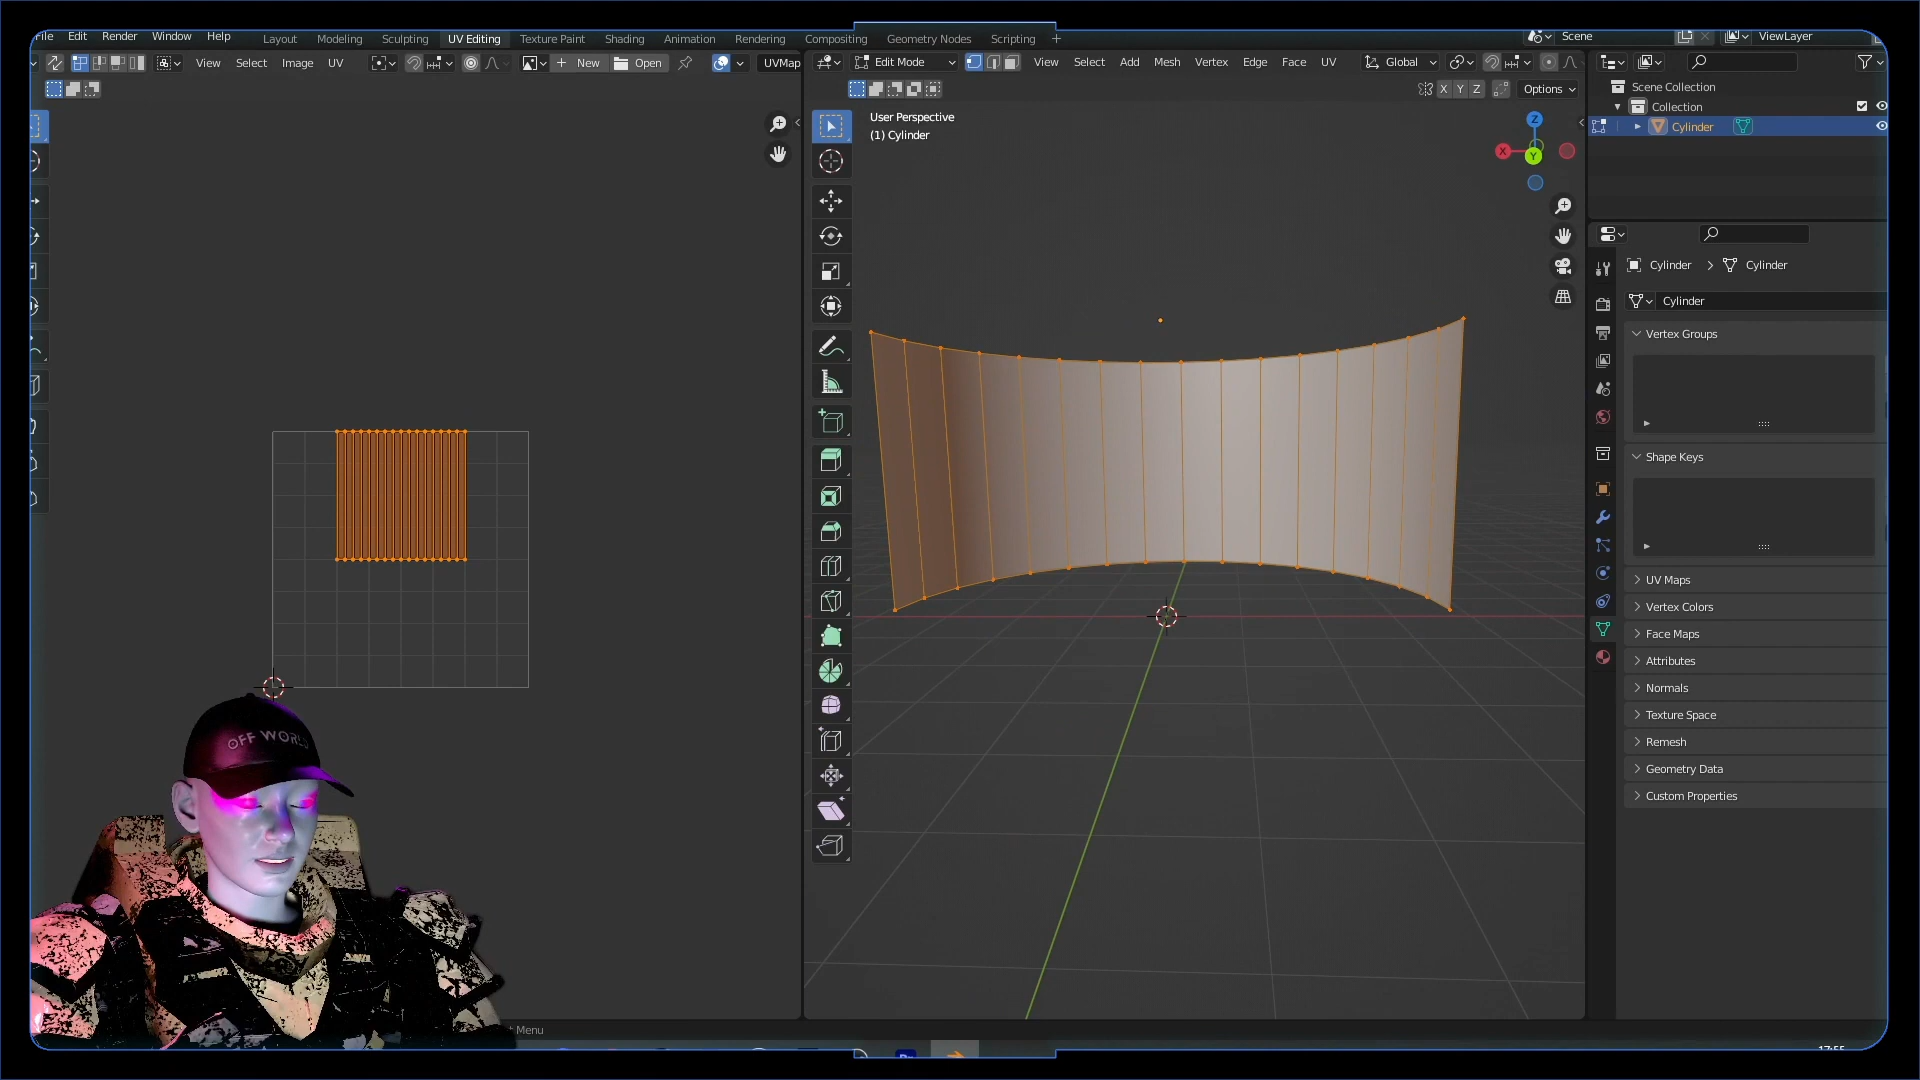 File Edit Render Window Help
Layout Modeling Sculpting UV Editing Texture Paint Shading Animation Rendering Compositing Geometry Nodes Scripting +
Scene
ViewLayer
View Select Image UV
New
Open
UVMap
Edit Mode
View Select Add Mesh Vertex Edge Face UV
Global
X Y Z
Options
User Perspective
(1) Cylinder
Z
X
Y
Scene Collection
Collection
Cylinder
Cylinder > Cylinder
Cylinder
Vertex Groups
Shape Keys
UV Maps
Vertex Colors
Face Maps
Attributes
Normals
Texture Space
Remesh
Geometry Data
Custom Properties
OFF WORL
Menu
17:55